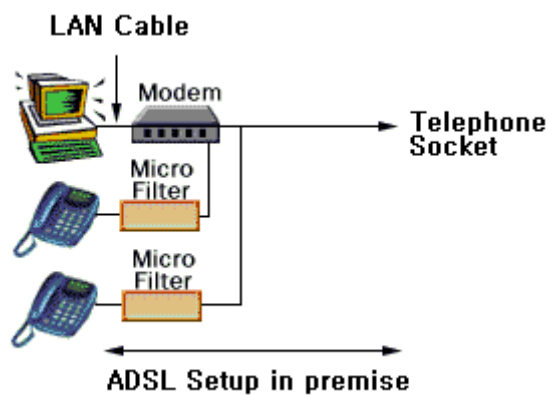 LAN Cable
Modem
Telephone
Socket
Micro
Filter
Micro
Filter
ADSL Setup in premise